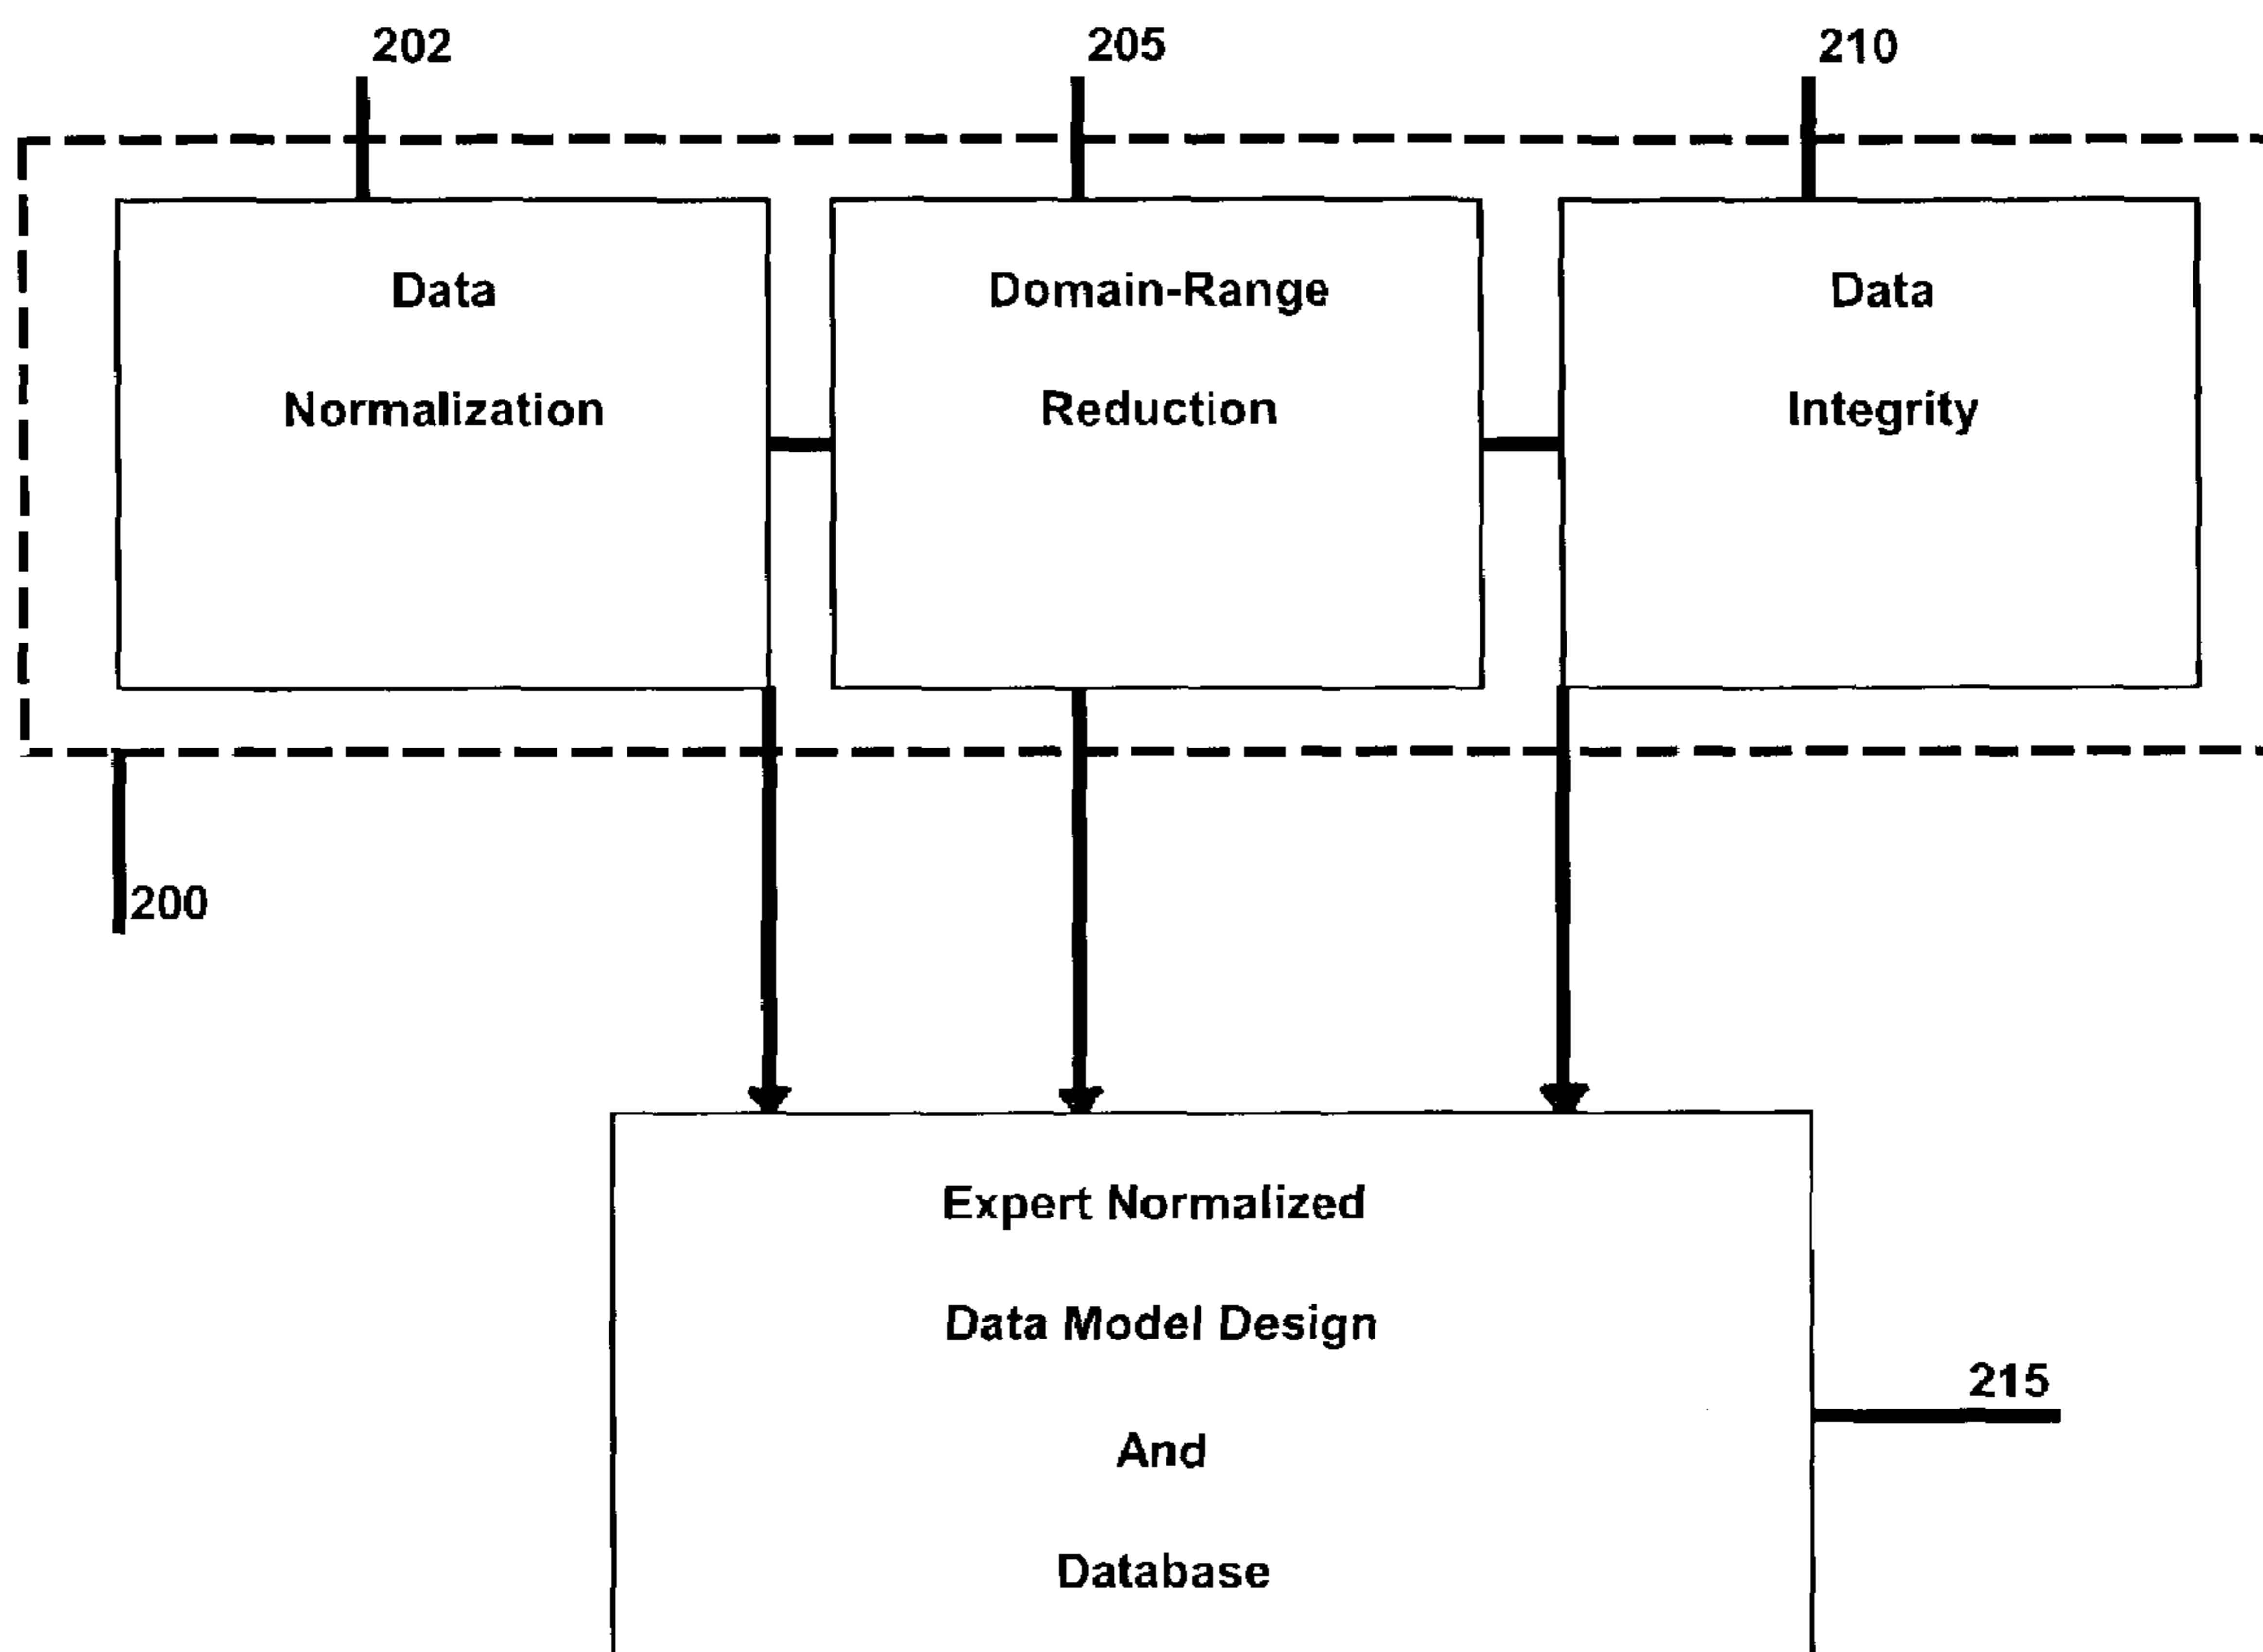 202
205
210
Data
Normalization
Domain-Range
Reduction
Data
Integrity
200
Expert Normalized
Data Model Design
And
Database
215